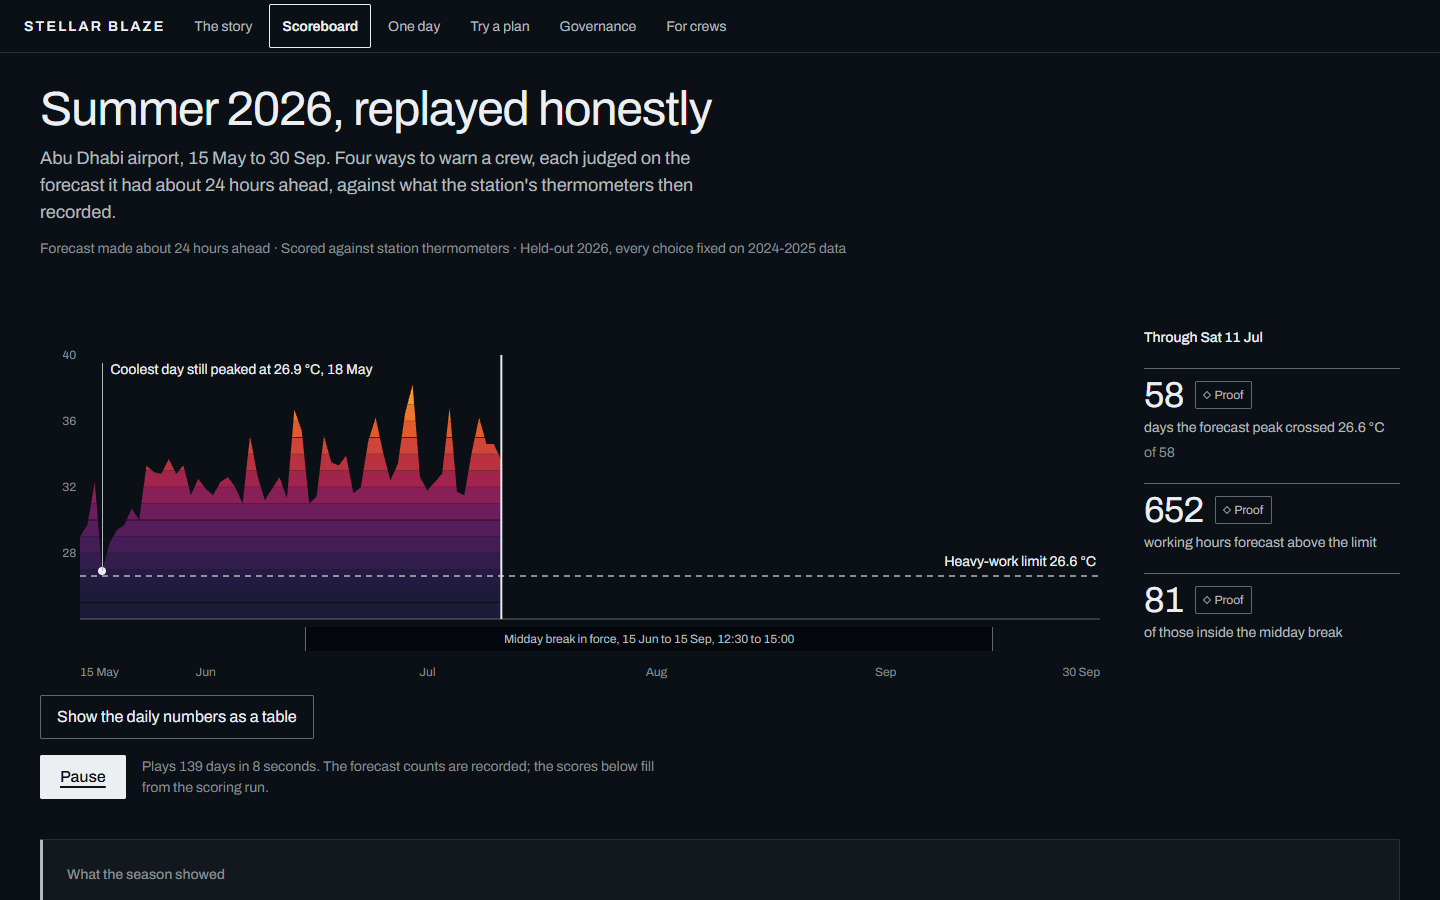 STELLAR BLAZE
The story
Scoreboard
One day
Try a plan
Governance
For crews
Summer 2026, replayed honestly
Abu Dhabi airport, 15 May to 30 Sep. Four ways to warn a crew, each judged on the
forecast it had about 24 hours ahead, against what the station's thermometers then
recorded.
Forecast made about 24 hours ahead · Scored against station thermometers · Held-out 2026, every choice fixed on 2024-2025 data
40
36
32
28
Coolest day still peaked at 26.9 °C, 18 May
Heavy-work limit 26.6 °C
Midday break in force, 15 Jun to 15 Sep, 12:30 to 15:00
15 May
Jun
Jul
Aug
Sep
30 Sep
Through Sat 11 Jul
58 ◇ Proof
days the forecast peak crossed 26.6 °C
of 58
652 ◇ Proof
working hours forecast above the limit
81 ◇ Proof
of those inside the midday break
Show the daily numbers as a table
Pause
Plays 139 days in 8 seconds. The forecast counts are recorded; the scores below fill
from the scoring run.
What the season showed